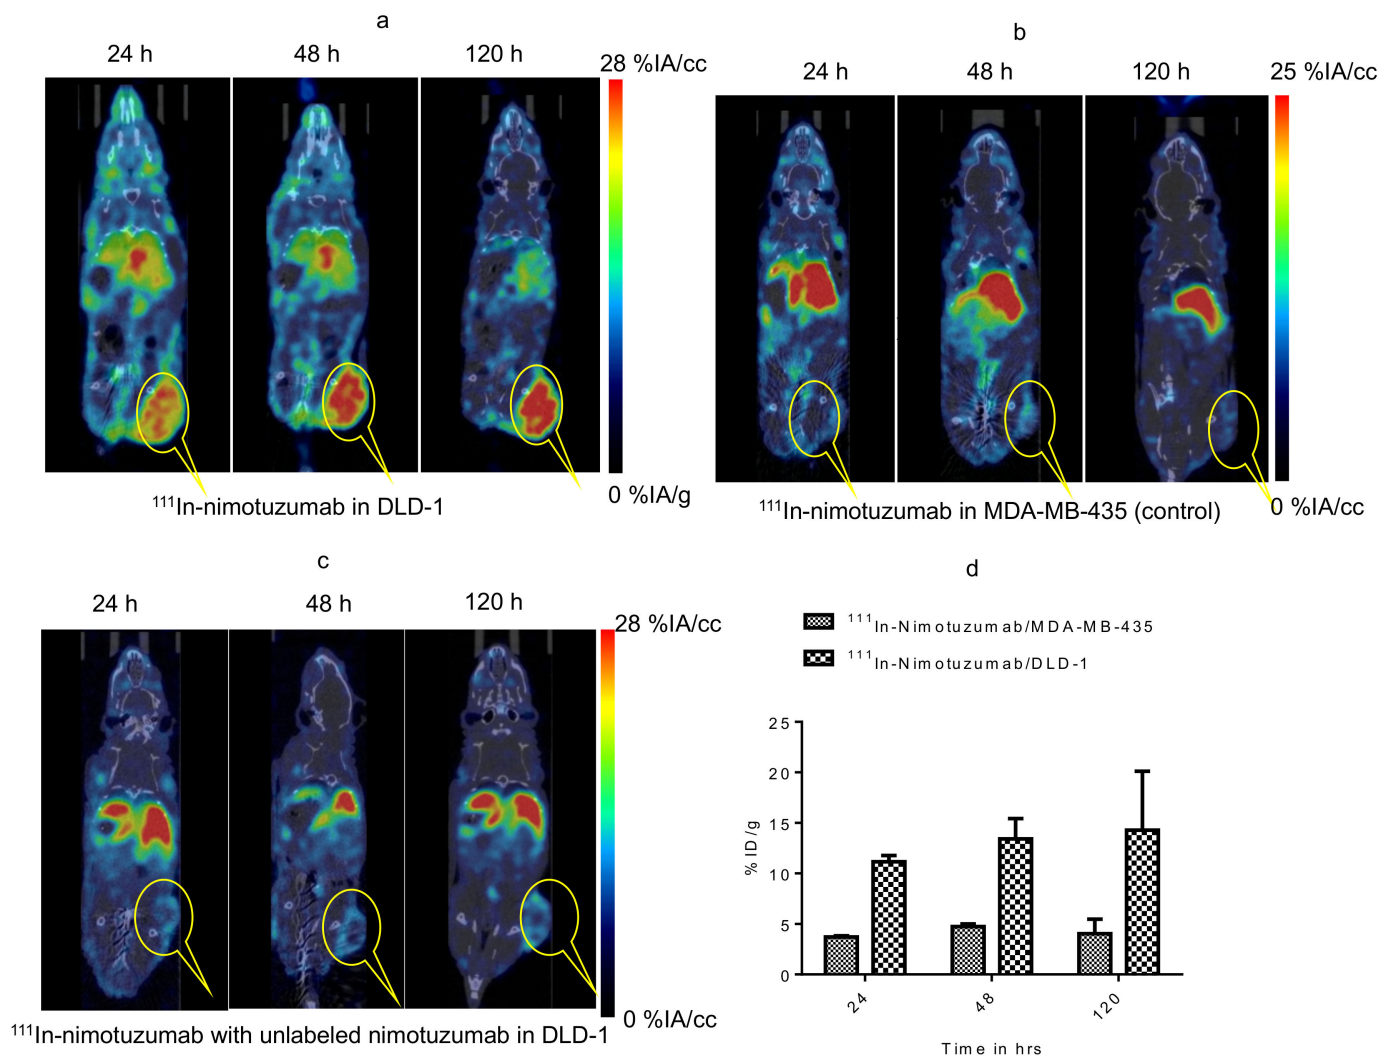 a
24 h 48 h 120 h
28 %IA/cc
0 %IA/g
¹¹¹In-nimotuzumab in DLD-1
b
24 h 48 h 120 h 25 %IA/cc
0 %IA/cc
¹¹¹In-nimotuzumab in MDA-MB-435 (control)
c
24 h 48 h 120 h
28 %IA/cc
0 %IA/cc
¹¹¹In-nimotuzumab with unlabeled nimotuzumab in DLD-1
d
¹¹¹In-Nimotuzumab/MDA-MB-435
¹¹¹In-Nimotuzumab/DLD-1
% ID/g
25
20
15
10
5
0
24 48 120
Time in hrs